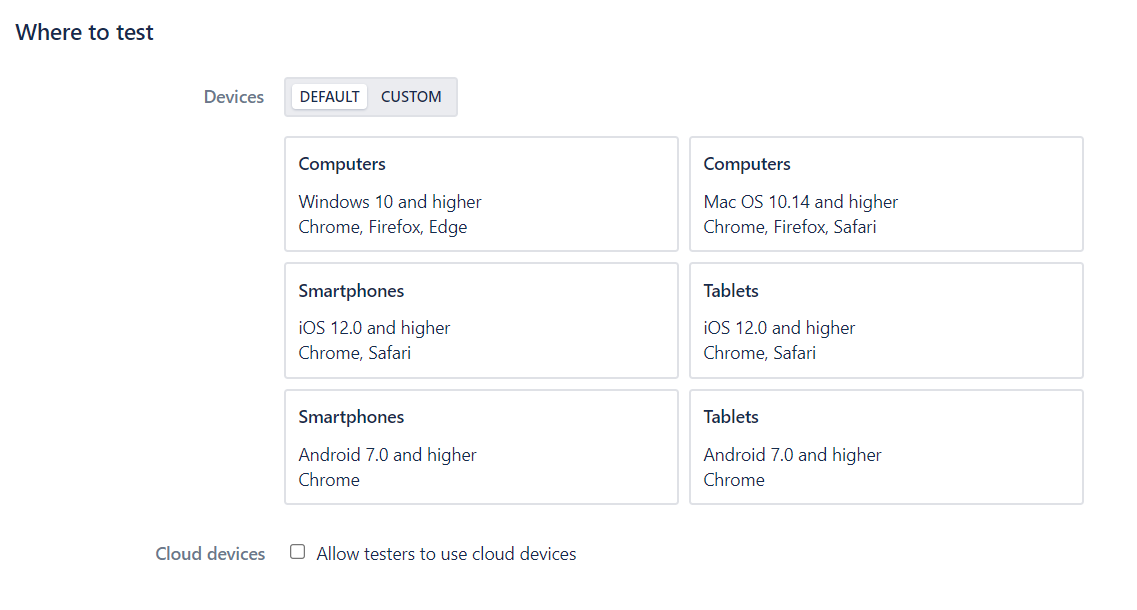 Where to test
Devices
DEFAULT CUSTOM
Computers
Windows 10 and higher
Chrome, Firefox, Edge
Computers
Mac OS 10.14 and higher
Chrome, Firefox, Safari
Smartphones
iOS 12.0 and higher
Chrome, Safari
Tablets
iOS 12.0 and higher
Chrome, Safari
Smartphones
Android 7.0 and higher
Chrome
Tablets
Android 7.0 and higher
Chrome
Cloud devices
Allow testers to use cloud devices